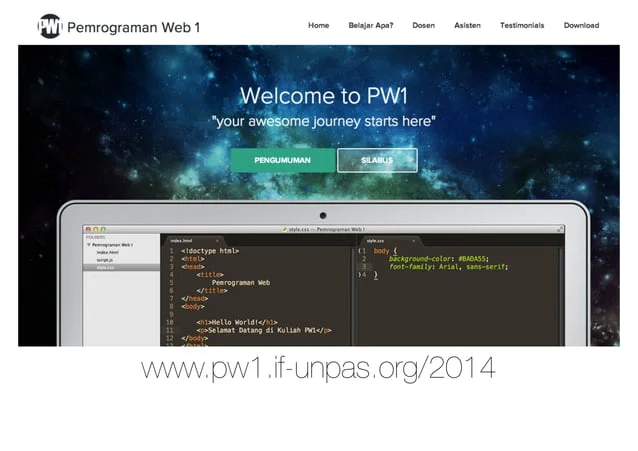 PW1 Pemrograman Web 1
Home Belajar Apa? Dosen Asisten Testimonials Download
Welcome to PW1
"your awesome journey starts here"
PENGUMUMAN SILABUS
style.css — Pemrograman Web I
FOLDERS
Pemrograman Web I
index.html
script.js
style.css
index.html
1 <!doctype html>
2 <html>
3 <head>
4 <title>
5 Pemrograman Web
6 </title>
7 </head>
8 <body>
9
10 <h1>Hello World!</h1>
11 <p>Selamat Datang di Kuliah PW1</p>
12 </body>
13 </html>
style.css
1 body {
2 background-color: #BADA55;
3 font-family: Arial, sans-serif;
4 }
www.pw1.if-unpas.org/2014